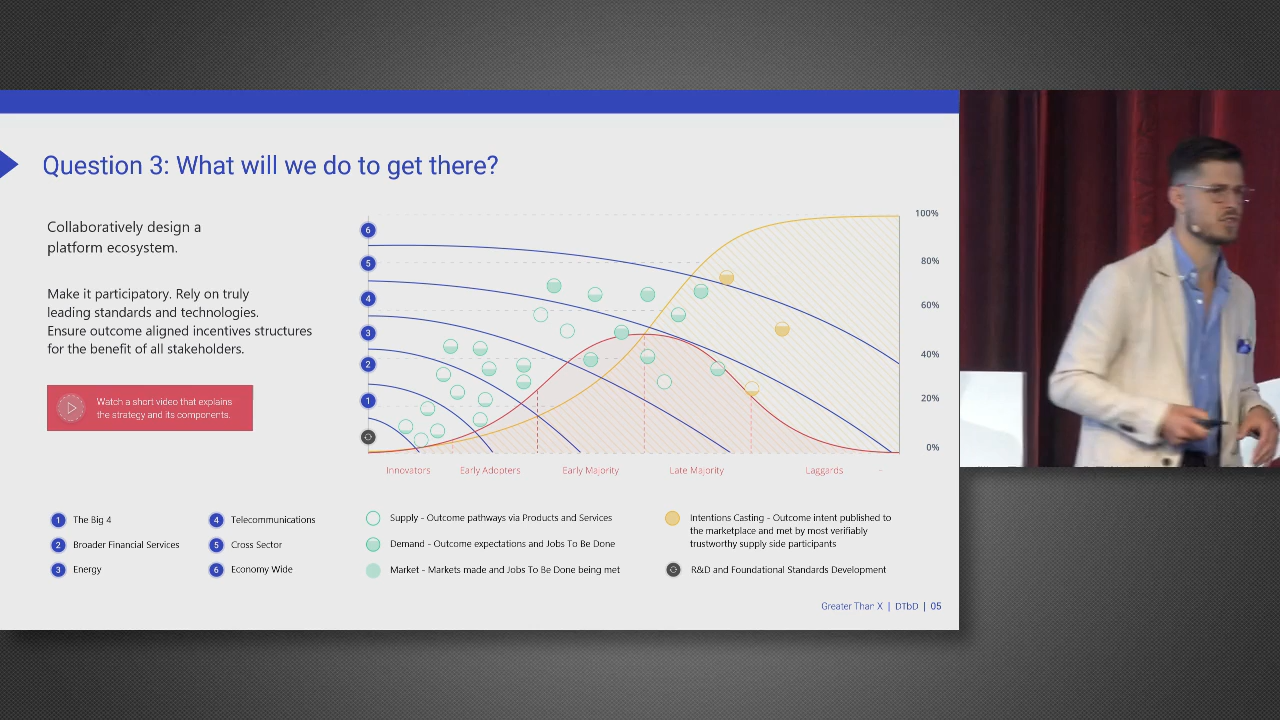 Question 3: What will we do to get there?
Collaboratively design a
platform ecosystem.
Make it participatory. Rely on truly
leading standards and technologies.
Ensure outcome aligned incentives structures
for the benefit of all stakeholders.
Watch a short video that explains
the strategy and its components.
6
5
4
3
2
1
100%
80%
60%
40%
20%
0%
Innovators
Early Adopters
Early Majority
Late Majority
Laggards
1 The Big 4
2 Broader Financial Services
3 Energy
4 Telecommunications
5 Cross Sector
6 Economy Wide
Supply - Outcome pathways via Products and Services
Demand - Outcome expectations and Jobs To Be Done
Market - Markets made and Jobs To Be Done being met
Intentions Casting - Outcome intent published to
the marketplace and met by most verifiably
trustworthy supply side participants
R&D and Foundational Standards Development
Greater Than X | DTbD | 05